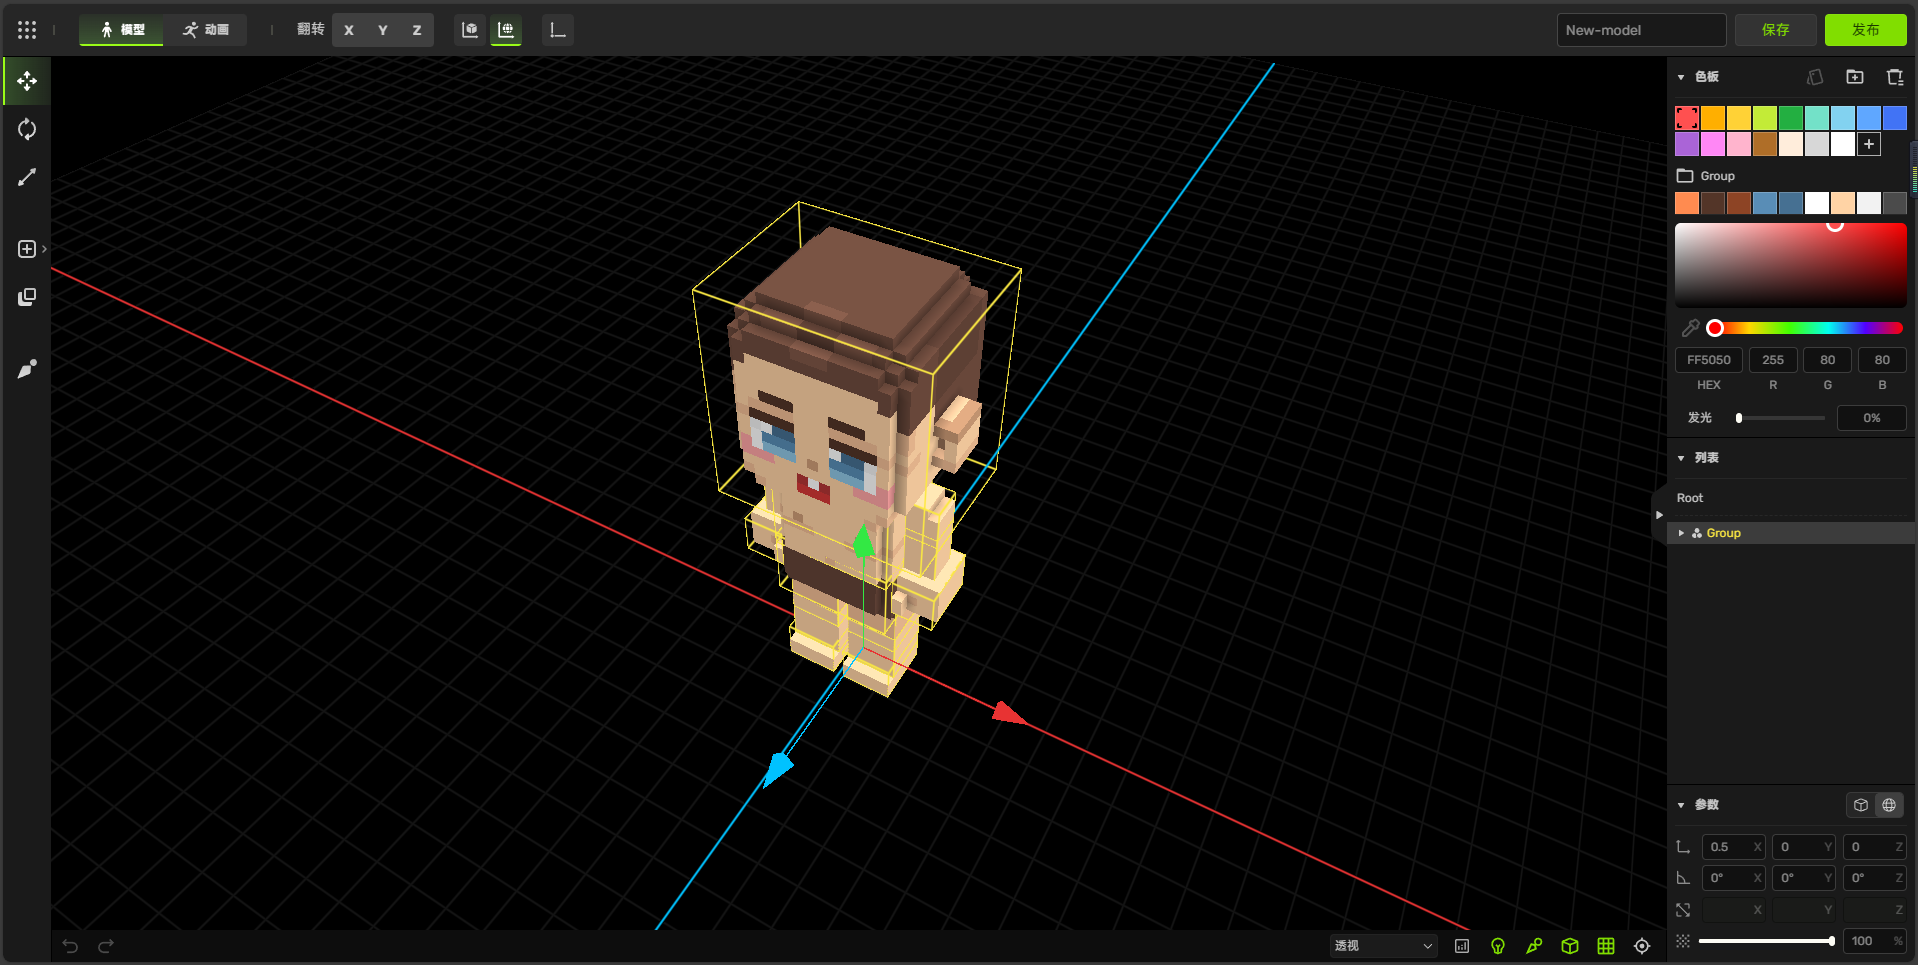 模型 动画 翻转 X Y Z New-model 保存 发布
色板
Group
FF5050 255 80 80
HEX R G B
发光 0%
列表
Root
Group
参数
0.5 X 0 Y 0 Z
0° X 0° Y 0° Z
X Y Z
100 %
透视